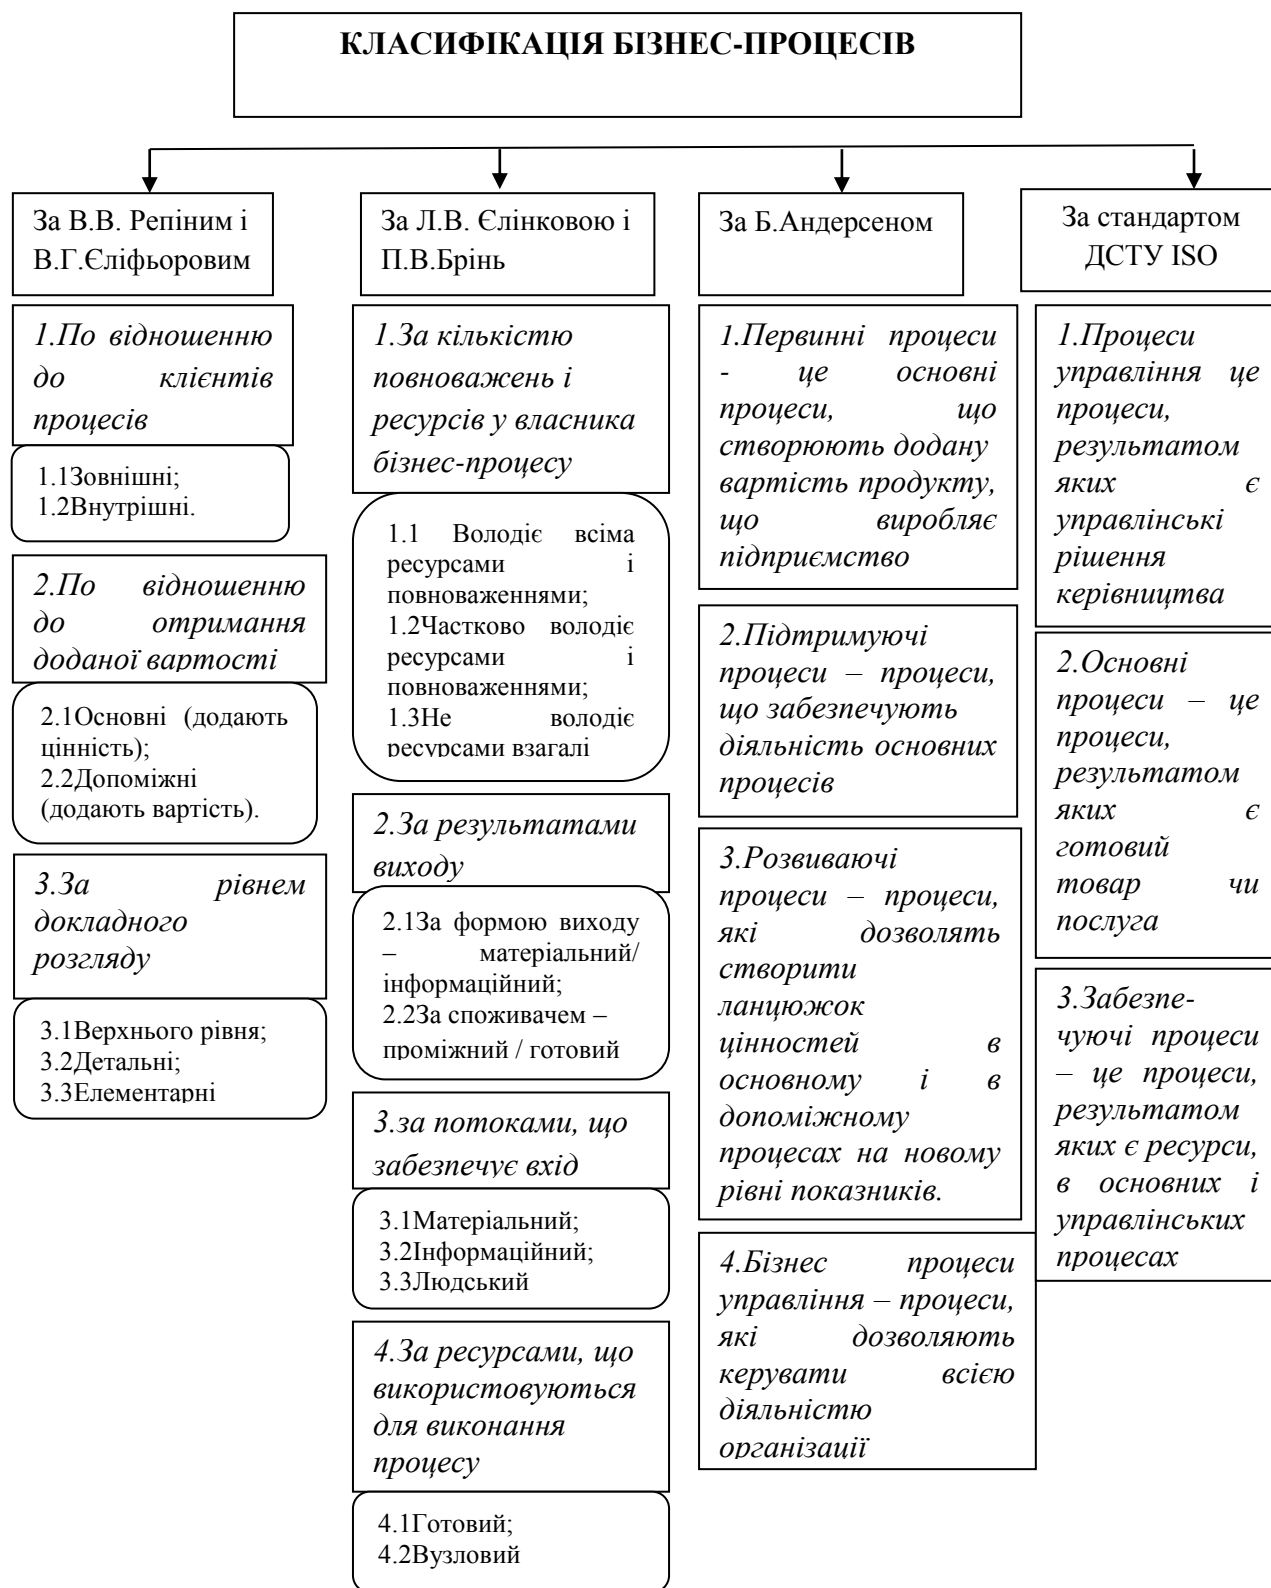 КЛАСИФІКАЦІЯ БІЗНЕС-ПРОЦЕСІВ
За В.В. Репіним і
В.Г.Єліфьоровим
1.По відношенню
до клієнтів
процесів
1.1Зовнішні;
1.2Внутрішні.
2.По відношенню
до отримання
доданої вартості
2.1Основні (додають
цінність);
2.2Допоміжні
(додають вартість).
3.За рівнем
докладного
розгляду
3.1Верхнього рівня;
3.2Детальні;
3.3Елементарні
За Л.В. Єлінковою і
П.В.Брінь
1.За кількістю
повноважень і
ресурсів у власника
бізнес-процесу
1.1 Володіє всіма
ресурсами і
повноваженнями;
1.2Частково володіє
ресурсами і
повноваженнями;
1.3Не володіє
ресурсами взагалі
2.За результатами
виходу
2.1За формою виходу
– матеріальний/
інформаційний;
2.2За споживачем –
проміжний / готовий
3.за потоками, що
забезпечує вхід
3.1Матеріальний;
3.2Інформаційний;
3.3Людський
4.За ресурсами, що
використовуються
для виконання
процесу
4.1Готовий;
4.2Вузловий
За Б.Андерсеном
1.Первинні процеси
- це основні
процеси, що
створюють додану
вартість продукту,
що виробляє
підприємство
2.Підтримуючі
процеси – процеси,
що забезпечують
діяльність основних
процесів
3.Розвиваючі
процеси – процеси,
які дозволять
створити
ланцюжок
цінностей в
основному і в
допоміжному
процесах на новому
рівні показників.
4.Бізнес процеси
управління – процеси,
які дозволяють
керувати всією
діяльністю
організації
За стандартом
ДСТУ ISO
1.Процеси
управління це
процеси,
результатом
яких є
управлінські
рішення
керівництва
2.Основні
процеси – це
процеси,
результатом
яких є
готовий
товар чи
послуга
3.Забезпе-
чуючі процеси
– це процеси,
результатом
яких є ресурси,
в основних і
управлінських
процесах